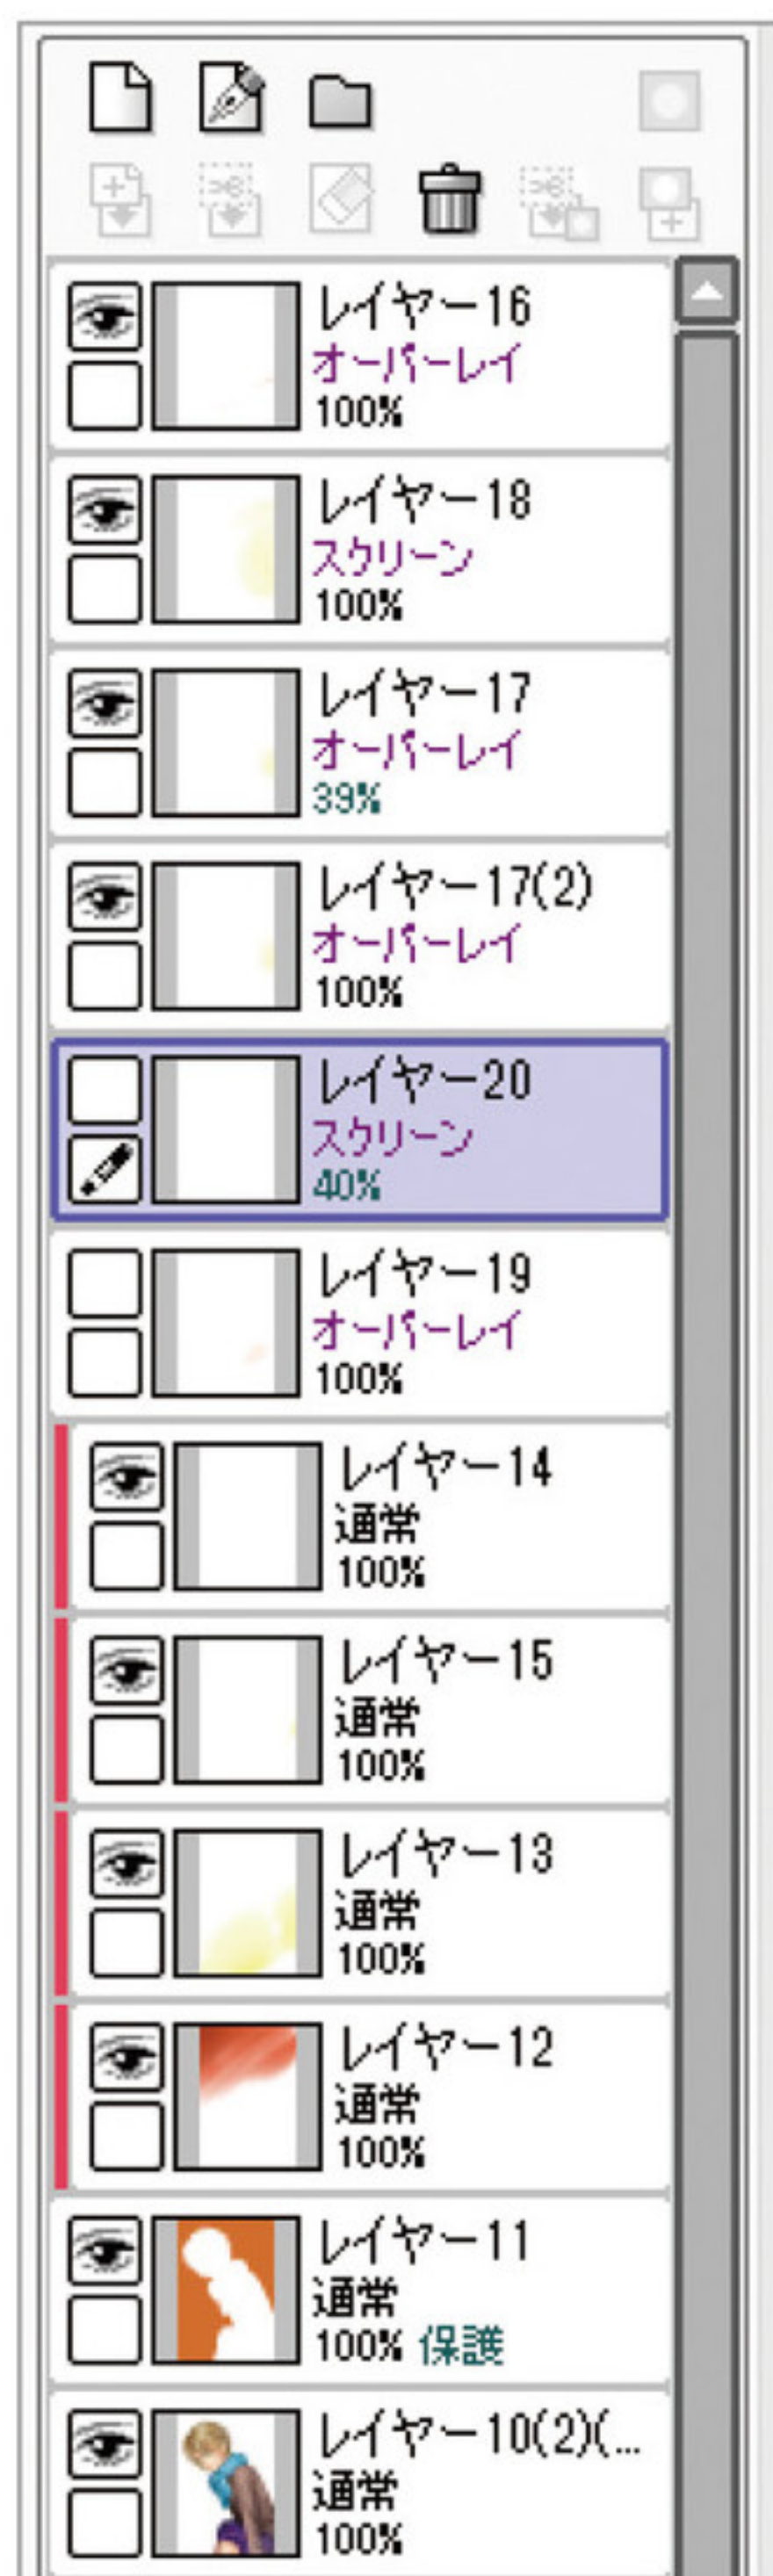 レイヤー16
オーバーレイ
100%
レイヤー18
スクリーン
100%
レイヤー17
オーバーレイ
39%
レイヤー17(2)
オーバーレイ
100%
レイヤー20
スクリーン
40%
レイヤー19
オーバーレイ
100%
レイヤー14
通常
100%
レイヤー15
通常
100%
レイヤー13
通常
100%
レイヤー12
通常
100%
レイヤー11
通常
100% 保護
レイヤー10(2)(...
通常
100%